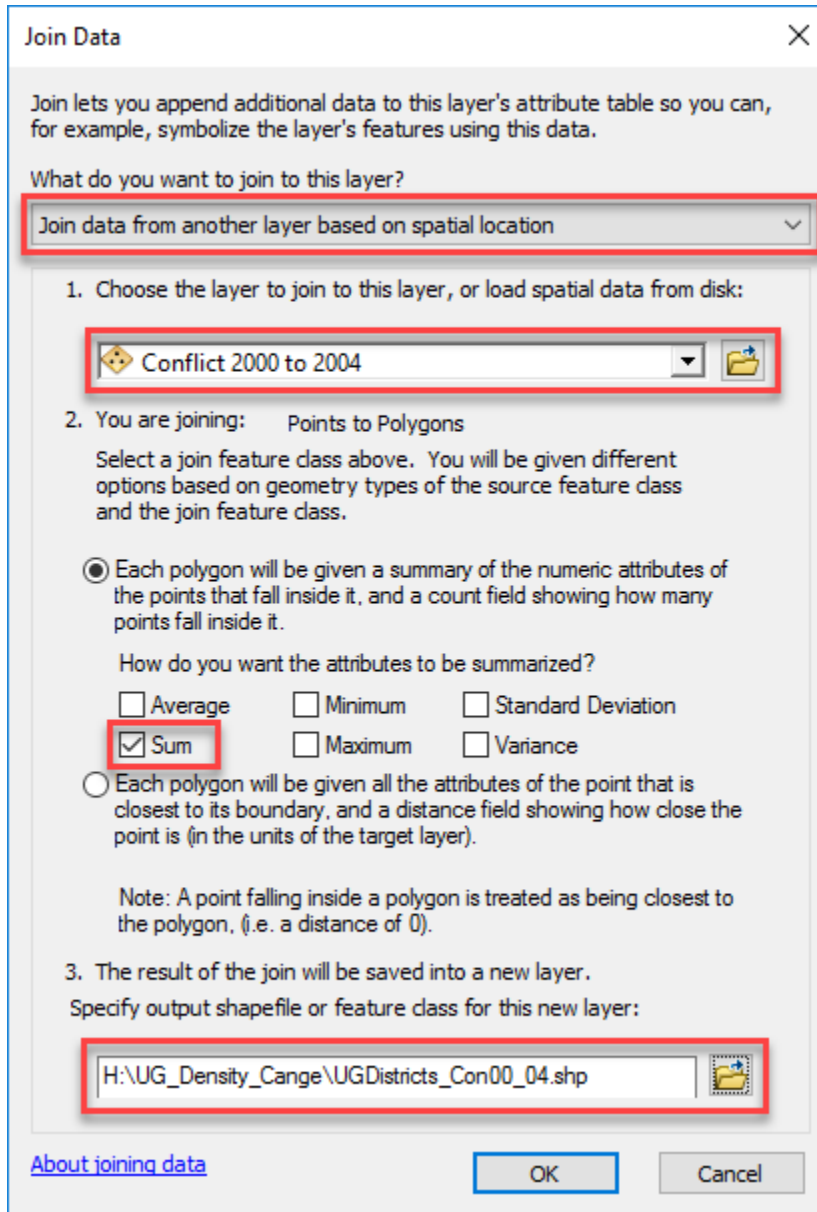 Join Data
Join lets you append additional data to this layer's attribute table so you can,
for example, symbolize the layer's features using this data.
What do you want to join to this layer?
Join data from another layer based on spatial location
1. Choose the layer to join to this layer, or load spatial data from disk:
Conflict 2000 to 2004
2. You are joining: Points to Polygons
Select a join feature class above. You will be given different
options based on geometry types of the source feature class
and the join feature class.
Each polygon will be given a summary of the numeric attributes of
the points that fall inside it, and a count field showing how many
points fall inside it.
How do you want the attributes to be summarized?
Average Minimum Standard Deviation
Sum Maximum Variance
Each polygon will be given all the attributes of the point that is
closest to its boundary, and a distance field showing how close the
point is (in the units of the target layer).
Note: A point falling inside a polygon is treated as being closest to
the polygon, (i.e. a distance of 0).
3. The result of the join will be saved into a new layer.
Specify output shapefile or feature class for this new layer:
H:\UG_Density_Cange\UGDistricts_Con00_04.shp
About joining data OK Cancel